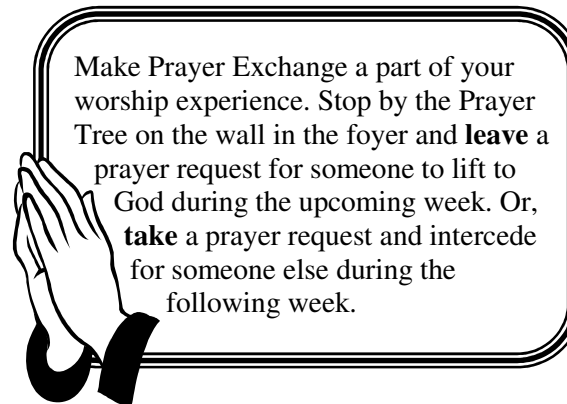 Make Prayer Exchange a part of your
worship experience. Stop by the Prayer
Tree on the wall in the foyer and leave a
prayer request for someone to lift to
God during the upcoming week. Or,
take a prayer request and intercede
for someone else during the
following week.